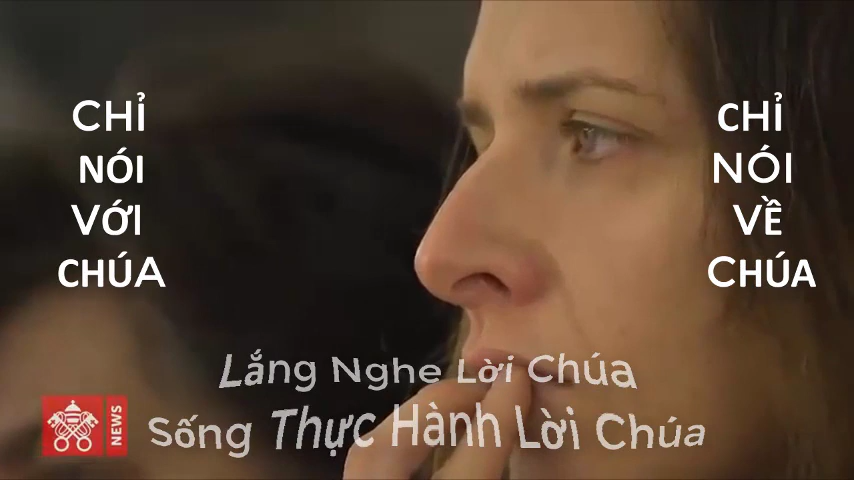 CHỈ
NÓI
VỚI
CHÚA
CHỈ
NÓI
VỀ
CHÚA
Lắng Nghe Lời Chúa
Sống Thực Hành Lời Chúa
NEWS